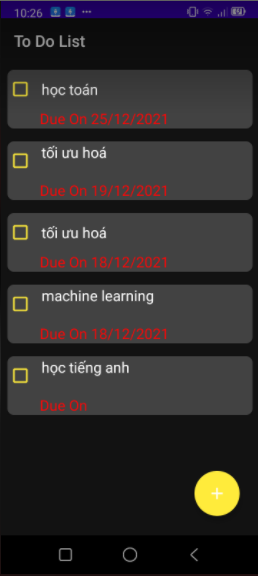 10:26
To Do List
học toán
Due On 25/12/2021
tối ưu hoá
Due On 19/12/2021
tối ưu hoá
Due On 18/12/2021
machine learning
Due On 18/12/2021
học tiếng anh
Due On
+